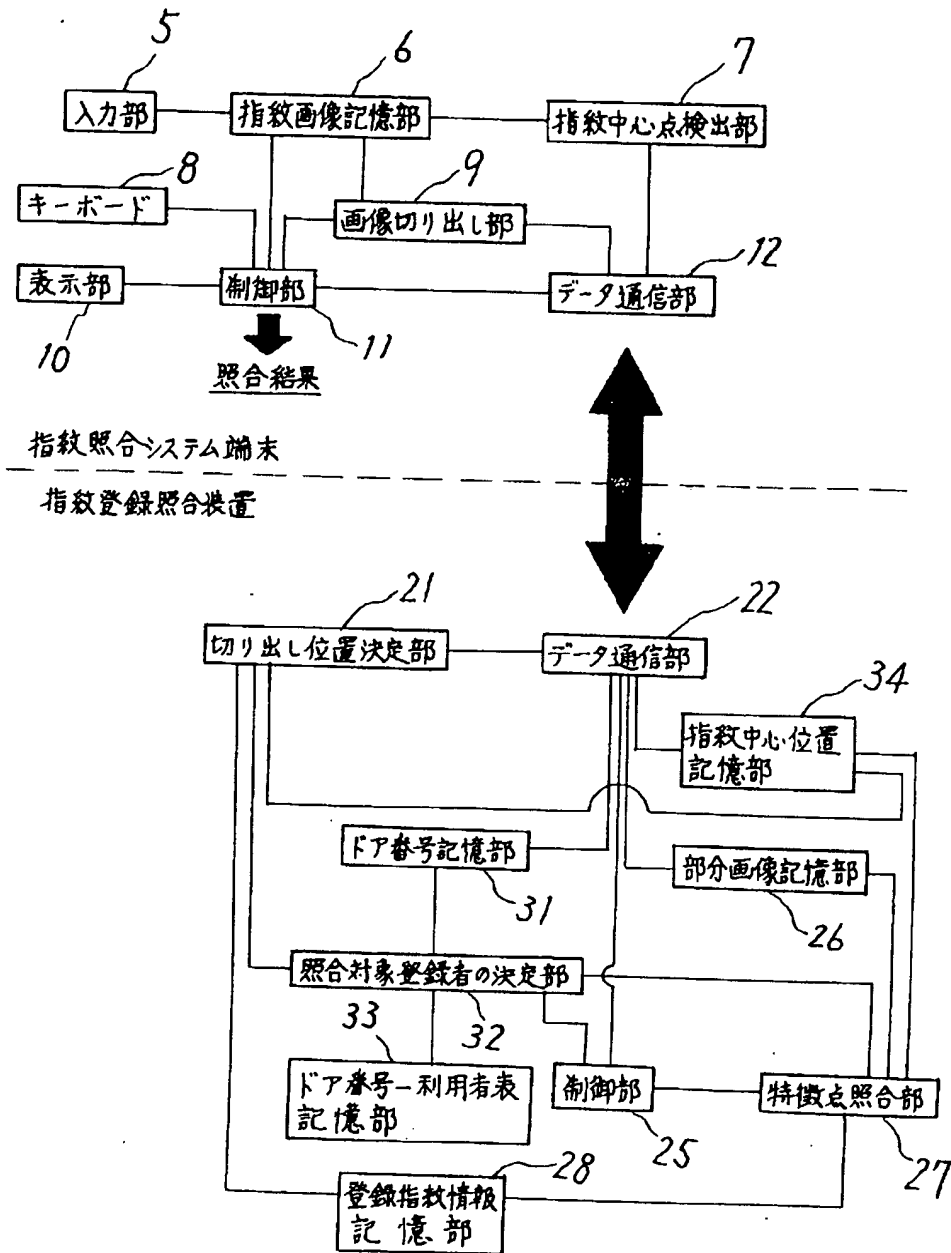 5
6
7
入力部
指紋画像記憶部
指紋中心点検出部
8
9
キーボード
画像切り出し部
12
表示部
制御部
データ通信部
10
11
照合結果
指紋照合システム端末
指紋登録照合装置
21
22
切り出し位置決定部
データ通信部
34
指紋中心位置
記憶部
ドア番号記憶部
31
部分画像記憶部
26
照合対象登録者の決定部
32
33
ドア番号－利用者表
記憶部
制御部
25
特徴点照合部
27
28
登録指紋情報
記憶部